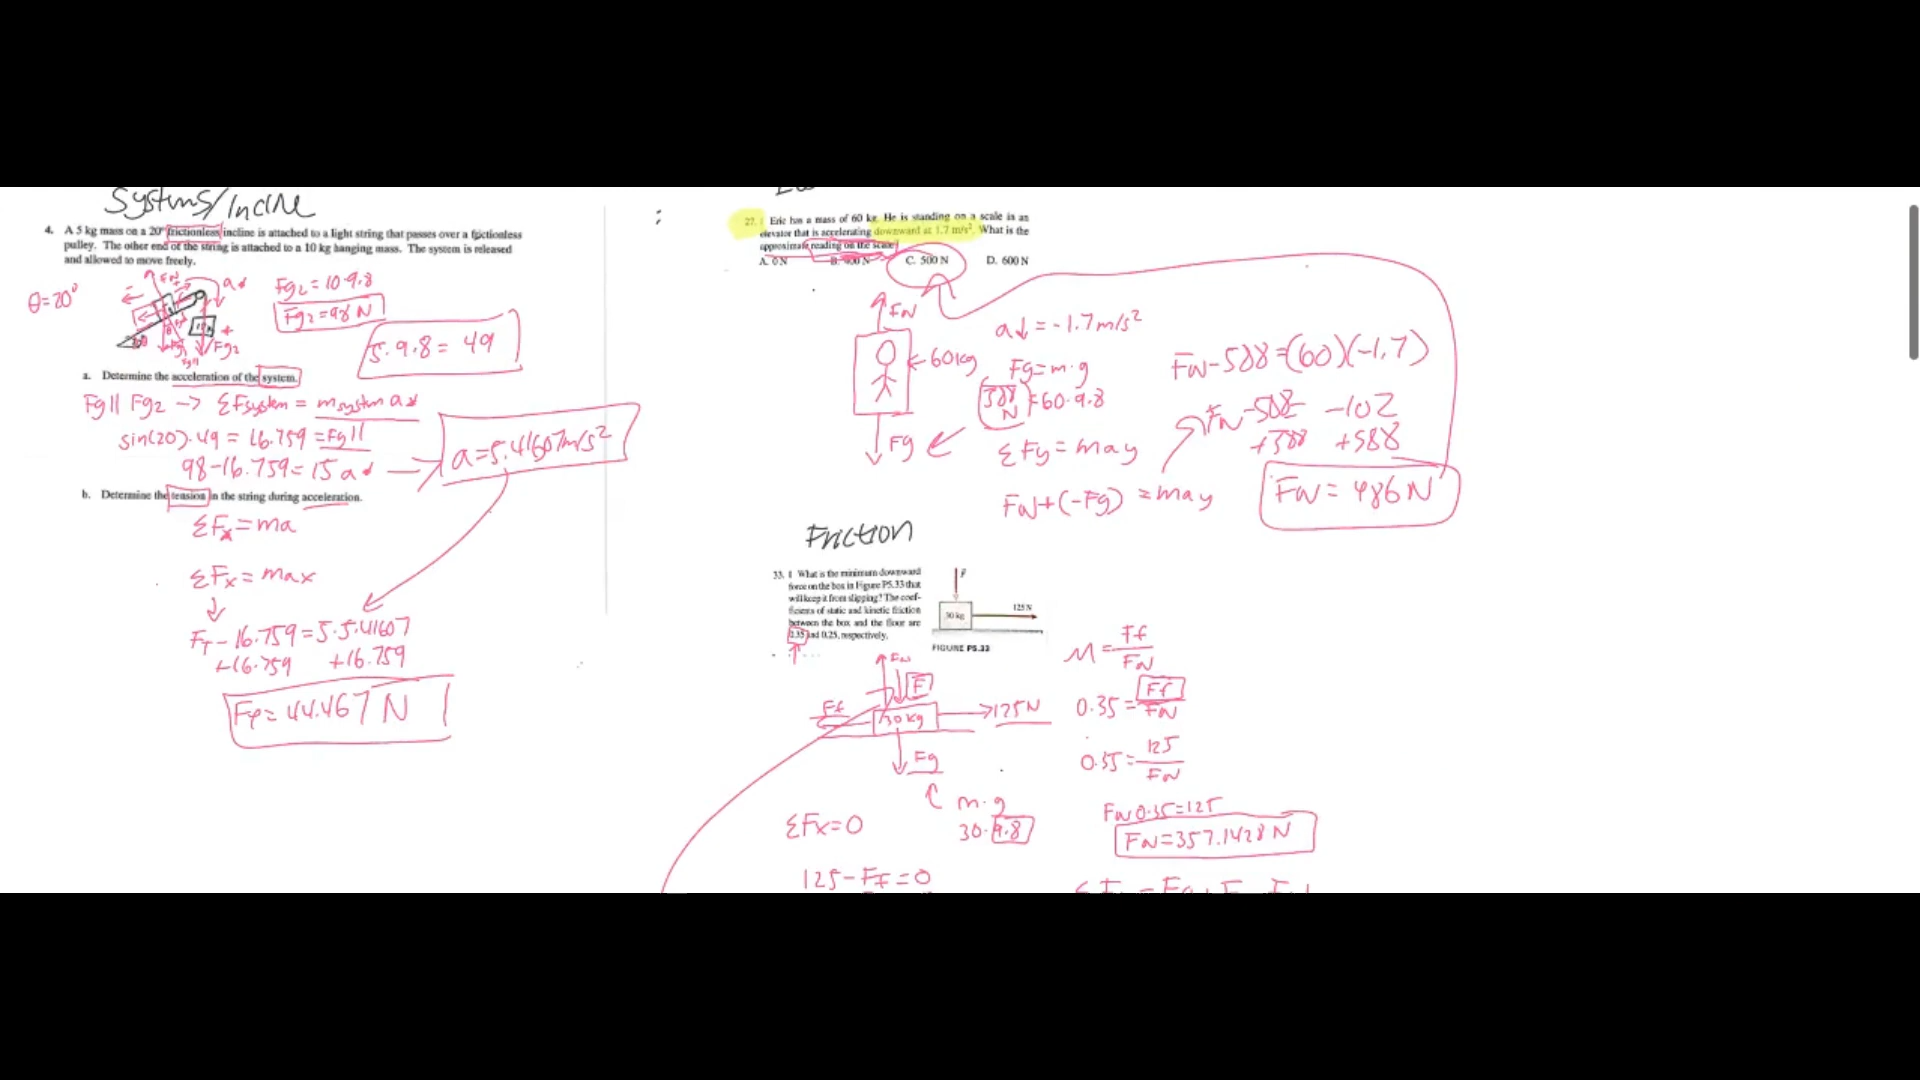 Systems/Incline
4. A 5 kg mass on a 20° frictionless incline is attached to a light string that passes over a frictionless
pulley. The other end of the string is attached to a 10 kg hanging mass. The system is released
and allowed to move freely.
θ=20°
FN
a
Fg2
Fg2=10·9.8
Fg2=98 N
5·9.8=49
a. Determine the acceleration of the system.
Fg|| Fg2 → ΣFsystem = msystem a
sin(20)·49 = 16.759 = Fg||
98-16.759=15 a
a=5.41607m/s²
b. Determine the tension in the string during acceleration.
ΣFx=ma
ΣFx=max
FT-16.759=5·5.41607
+16.759 +16.759
FT=44.467 N
:
27. | Eric has a mass of 60 kg. He is standing on a scale in an
elevator that is accelerating downward at 1.7 m/s². What is the
approximate reading on the scale?
A. 0 N B. 400 N C. 500 N D. 600 N
FN
60kg
Fg
a↓=-1.7m/s²
Fg=m·g
588 N =60·9.8
ΣFy=may
FN+(-Fg)=may
FN-588=(60)(-1.7)
FN-588= -102
+588 +588
FN=486N
Friction
33. | What is the minimum downward
force on the box in Figure P5.33 that
will keep it from slipping? The coef-
ficients of static and kinetic friction
between the box and the floor are
0.35 and 0.25, respectively.
F
30 kg
125 N
FIGURE P5.33
FN
F
Ff
30kg
125N
Fg
m·g
30·9.8
ΣFx=0
125-Ff=0
M=Ff/FN
0.35=Ff/FN
0.35=125/FN
FN0.35=125
FN=357.1428N